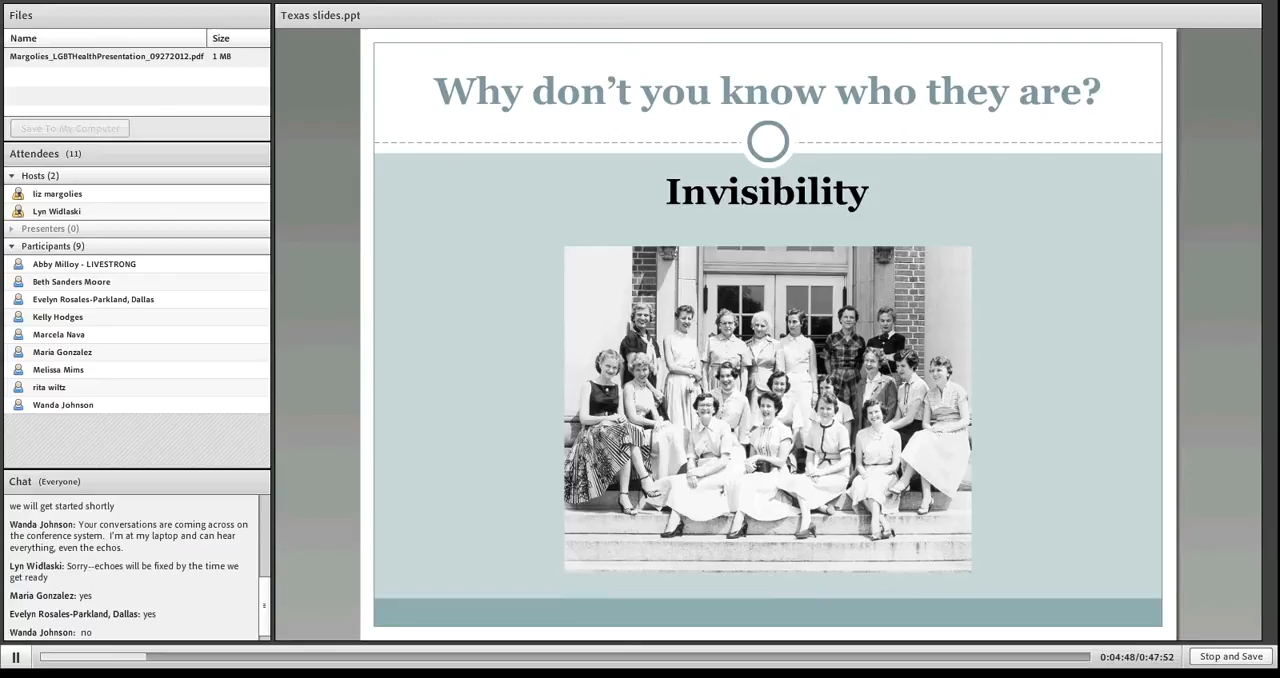 Files
Name Size
Margolies_LGBTHealthPresentation_09272012.pdf 1 MB
Save To My Computer
Attendees (11)
Hosts (2)
liz margolies
Lyn Widlaski
Presenters (0)
Participants (9)
Abby Milloy - LIVESTRONG
Beth Sanders Moore
Evelyn Rosales-Parkland, Dallas
Kelly Hodges
Marcela Nava
Maria Gonzalez
Melissa Mims
rita wiltz
Wanda Johnson
Chat (Everyone)
we will get started shortly
Wanda Johnson: Your conversations are coming across on
the conference system. I'm at my laptop and can hear
everything, even the echos.
Lyn Widlaski: Sorry--echoes will be fixed by the time we
get ready
Maria Gonzalez: yes
Evelyn Rosales-Parkland, Dallas: yes
Wanda Johnson: no
Texas slides.ppt
Why don't you know who they are?
Invisibility
0:04:48/0:47:52
Stop and Save